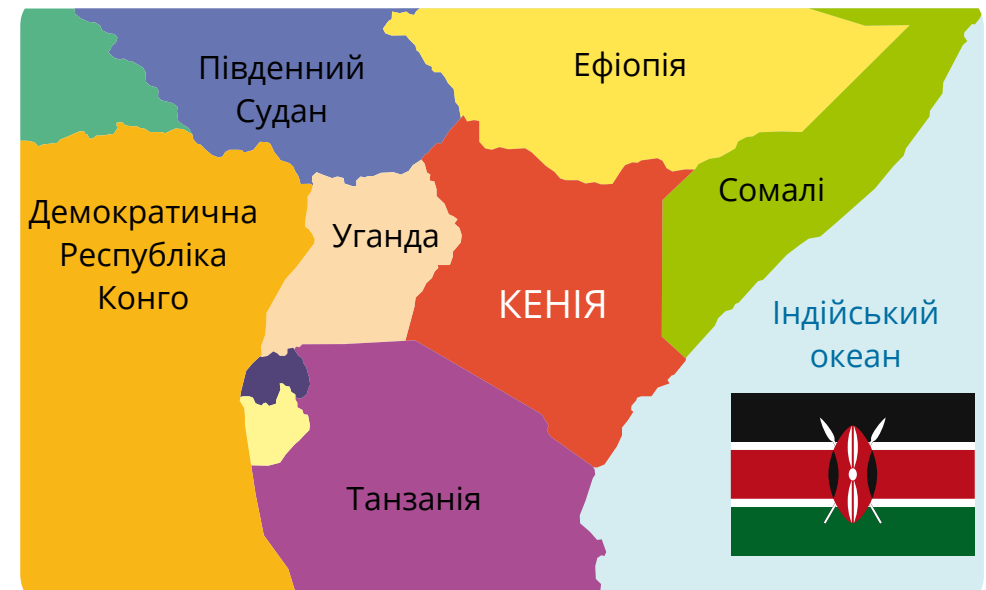 Південний
Судан
Ефіопія
Сомалі
Демократична
Республіка
Конго
Уганда
КЕНІЯ
Індійський
океан
Танзанія